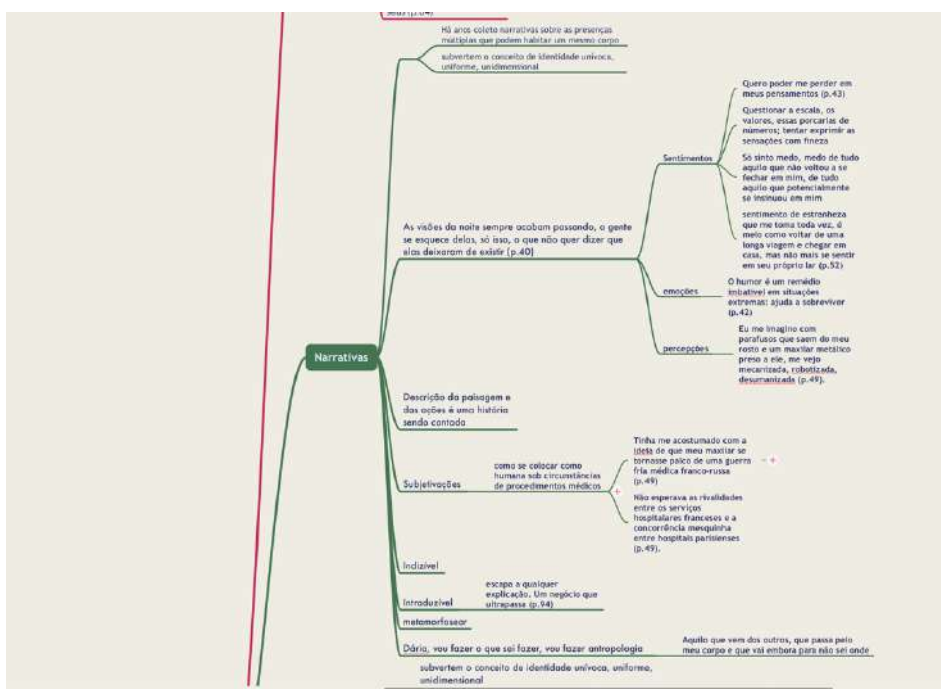 seus (p.64)
Há anos coleto narrativas sobre as presenças
múltiplas que podem habitar um mesmo corpo
subvertem o conceito de identidade unívoca,
uniforme, unidimensional
As visões da noite sempre acabam passando, a gente
se esquece delas, só isso, o que não quer dizer que
elas deixaram de existir (p.40)
Sentimentos
Quero poder me perder em
meus pensamentos (p.43)
Questionar a escala, os
valores, essas porcarias de
números; tentar exprimir as
sensações com fineza
Só sinto medo, medo de tudo
aquilo que não voltou a se
fechar em mim, de tudo
aquilo que potencialmente
se insinuou em mim
sentimento de estranheza
que me toma toda vez, é
meio como voltar de uma
longa viagem e chegar em
casa, mas não mais se sentir
em seu próprio lar (p.52)
emoções
O humor é um remédio
imbatível em situações
extremas: ajuda a sobreviver
(p.42)
percepções
Eu me imagino com
parafusos que saem do meu
rosto e um maxilar metálico
preso a ele, me vejo
mecanizada, robotizada,
desumanizada (p.49).
Narrativas
Descrição da paisagem e
das ações é uma história
sendo contada
Subjetivações
como se colocar como
humana sob circunstâncias
de procedimentos médicos
Tinha me acostumado com a
ideia de que meu maxilar se
tornasse palco de uma guerra
fria médica franco-russa
(p.49)
Não esperava as rivalidades
entre os serviços
hospitalares franceses e a
concorrência mesquinha
entre hospitais parisienses
(p.49).
Indizível
Intraduzível
escapa a qualquer
explicação. Um negócio que
ultrapassa (p.94)
metamorfosear
Dária, vou fazer o que sei fazer, vou fazer antropologia
Aquilo que vem dos outros, que passa pelo
meu corpo e que vai embora para não sei onde
subvertem o conceito de identidade unívoca, uniforme,
unidimensional